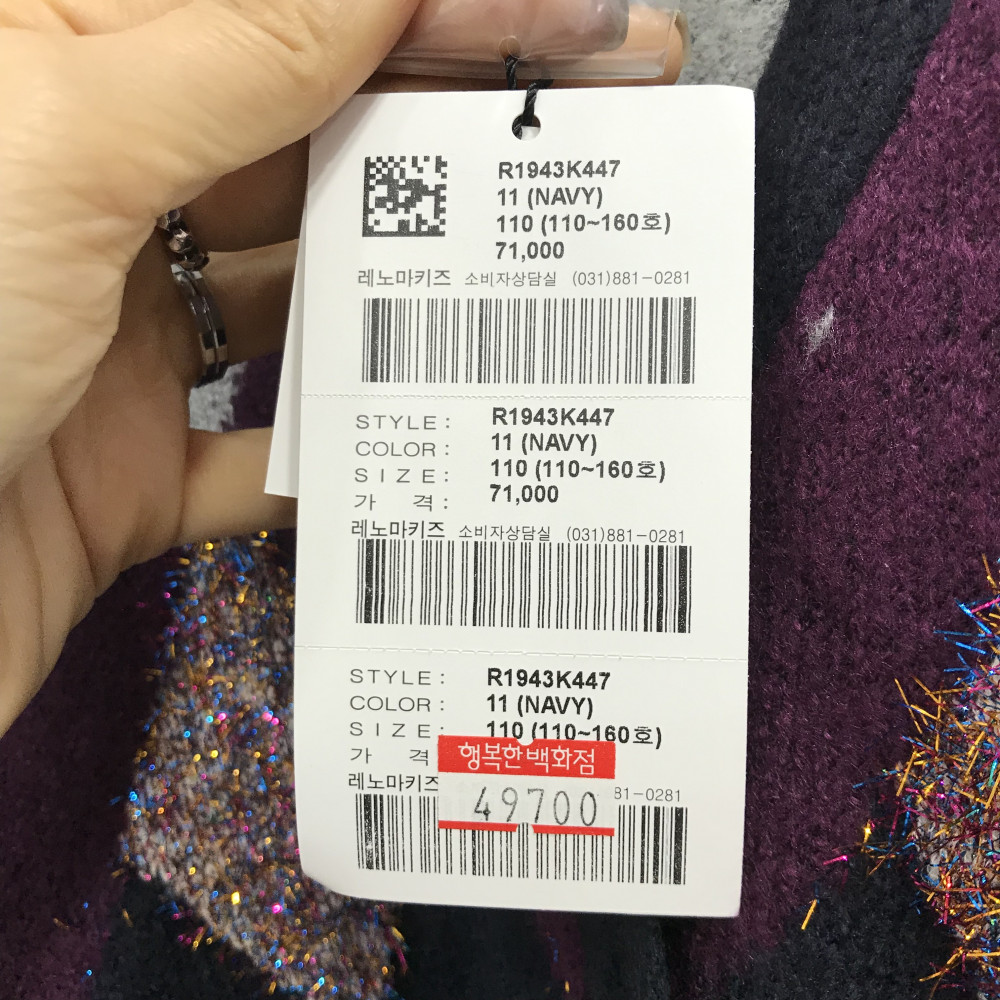 R1943K447
11 (NAVY)
110 (110~160호)
71,000
레노마키즈 소비자상담실 (031)881-0281
STYLE: R1943K447
COLOR: 11 (NAVY)
SIZE: 110 (110~160호)
가 격: 71,000
레노마키즈 소비자상담실 (031)881-0281
STYLE: R1943K447
COLOR: 11 (NAVY)
SIZE: 110 (110~160호)
가 격 행복한백화점
레노마키즈 81-0281
49700